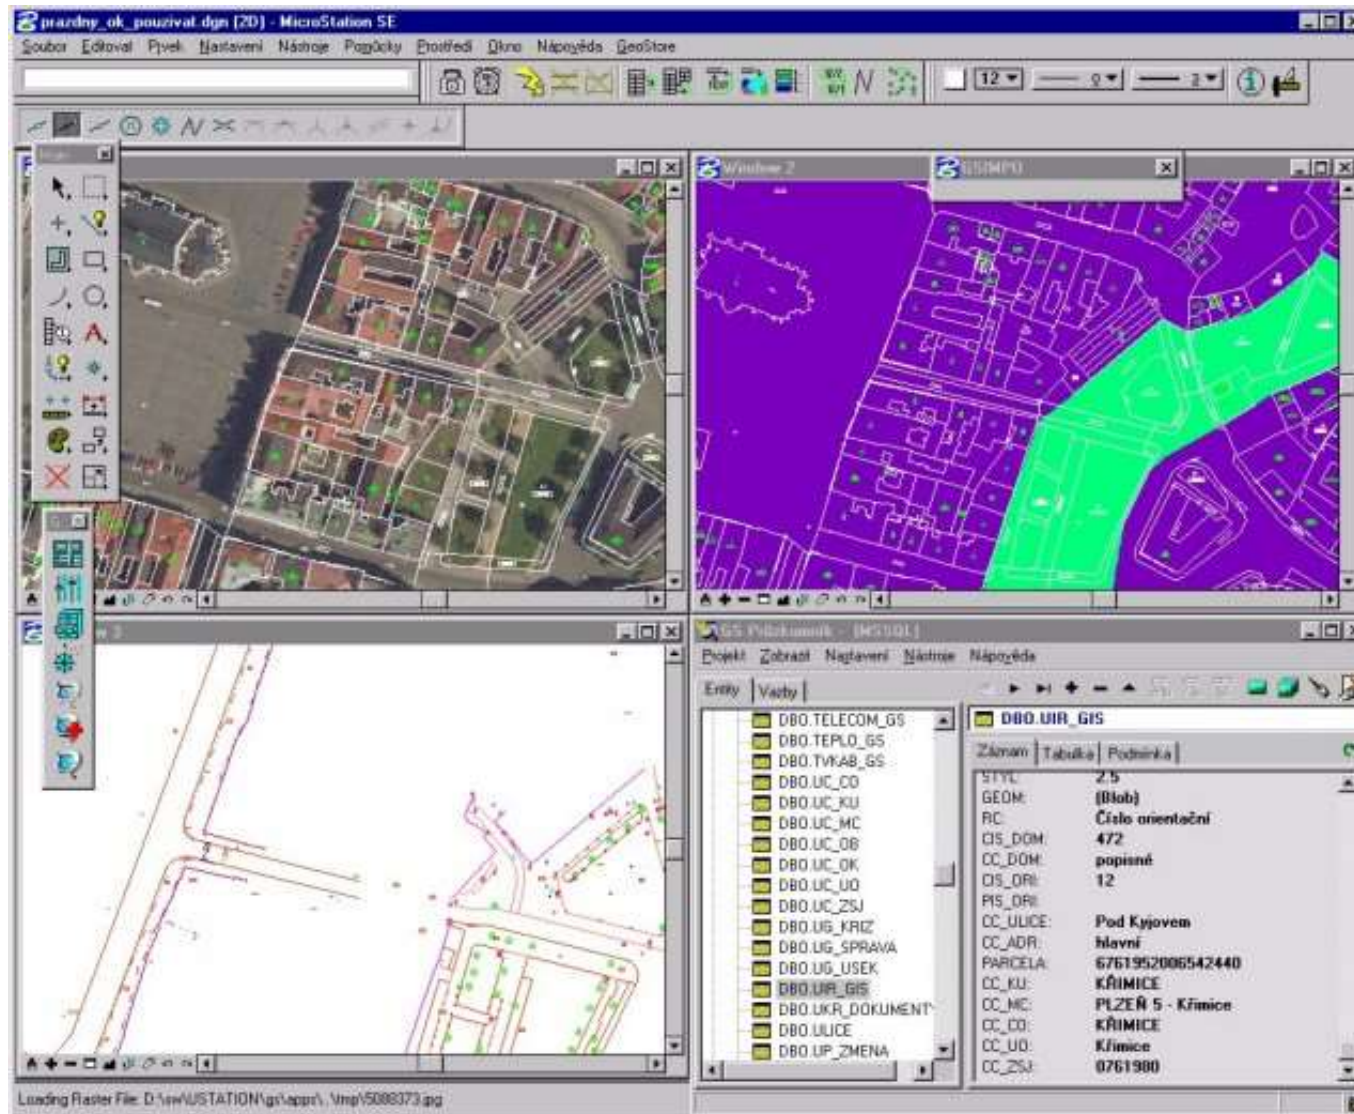 prazdny_ok_pouzivat.dgn (2D) - MicroStation SE
Soubor Editovat Prvek Nastavení Nástroje Pomůcky Prostředí Okno Nápověda GeoStore
12 0 2
Window 2
GSIMPO
3
GS Průzkumník - [MSSQL]
Projekt Zobrazit Nastavení Nástroje Nápověda
Entity Vazby
DBO.TELECOM_GS
DBO.TEPLO_GS
DBO.TVKAB_GS
DBO.UC_CO
DBO.UC_KU
DBO.UC_MC
DBO.UC_OB
DBO.UC_OK
DBO.UC_UO
DBO.UC_ZSJ
DBO.UG_KRIZ
DBO.UG_SPRAVA
DBO.UG_USEK
DBO.UIR_GIS
DBO.UKR_DOKUMENT
DBO.ULICE
DBO.UP_ZMENA
DBO.UIR_GIS
Záznam Tabulka Podmínka
STYL: 2.5
GEOM: (Blob)
RC: Číslo orientační
CIS_DOM: 472
CC_DOM: popisné
CIS_ORI: 12
PIS_ORI:
CC_ULICE: Pod Kyjovem
CC_ADR: hlavní
PARCELA: 6761952006542440
CC_KU: KŘIMICE
CC_MC: PLZEŇ 5 - Křimice
CC_CO: KŘIMICE
CC_UO: Křimice
CC_ZSJ: 0761980
Loading Raster File: D:\sw\USTATION\gs\apps\..\tmp\5088373.jpg